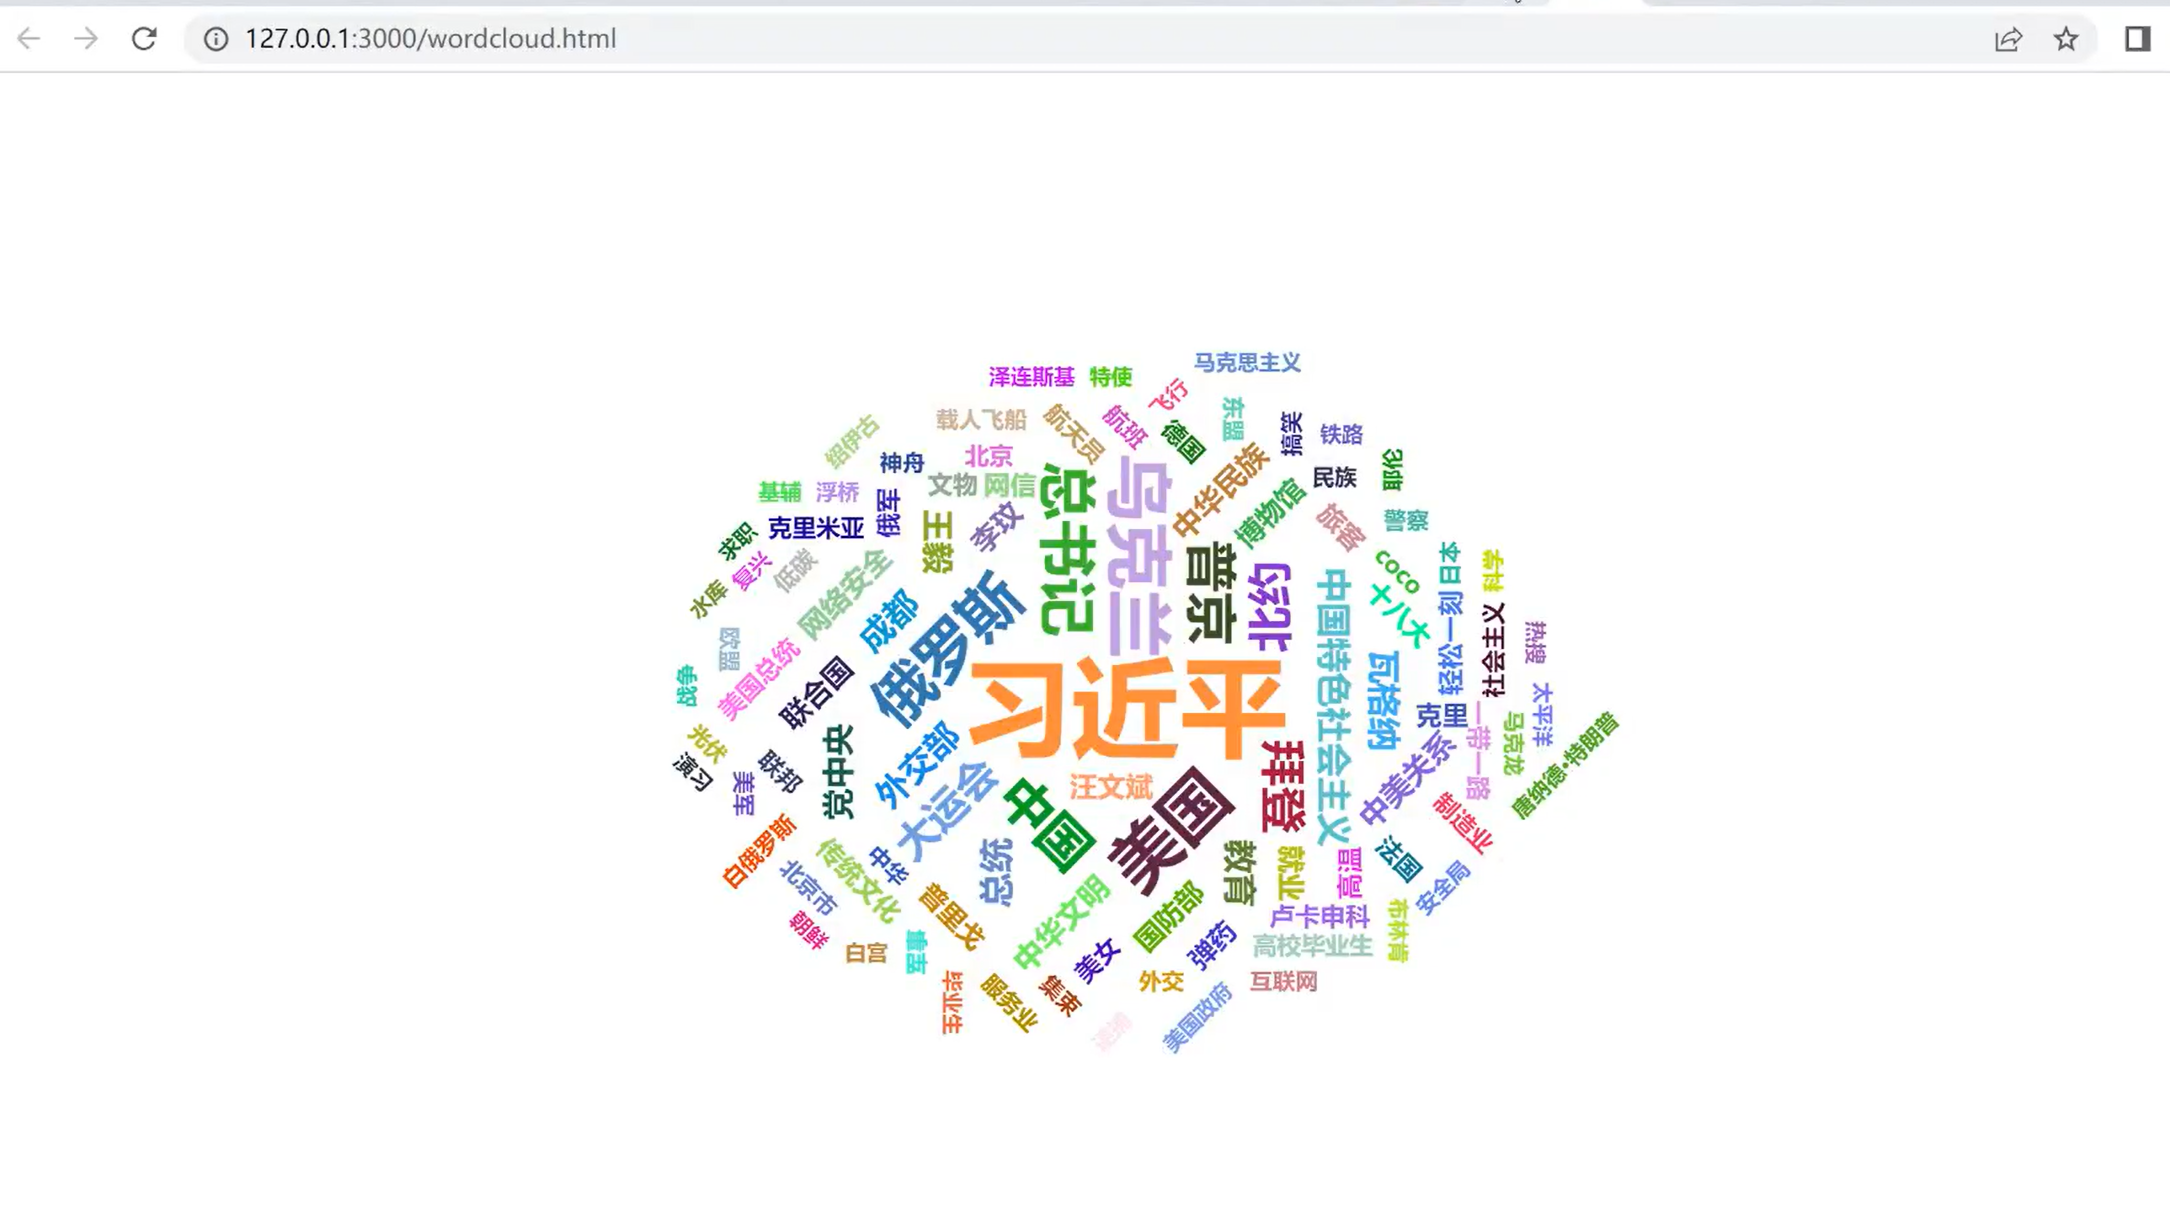 127.0.0.1:3000/wordcloud.html
马克思主义
泽连斯基
特使
飞行
载人飞船
航天员
航班
德国
东盟
搞笑
铁路
绍伊古
神舟
北京
总书记
乌克兰
中华民族
博物馆
民族
耶伦
基辅
浮桥
俄军
文物
网信
旅客
警察
求职
克里米亚
王毅
李玟
普京
北约
coco
日本
科学
水库
复兴
低碳
网络安全
成都
俄罗斯
中国特色社会主义
十八大
轻松一刻
社会主义
热搜
欧盟
战争
美国总统
联合国
习近平
瓦格纳
克里
一带一路
马克龙
太平洋
唐纳德·特朗普
光伏
演习
美军
联邦
党中央
外交部
大运会
中国
汪文斌
美国
拜登
中美关系
制造业
白俄罗斯
北京市
传统文化
中华
总统
教育
就业
高温
法国
安全局
朝鲜
白宫
普里戈
中华文明
国防部
弹药
卢卡申科
高校毕业生
布林肯
毕业生
服务业
集束
美女
外交
互联网
美国政府